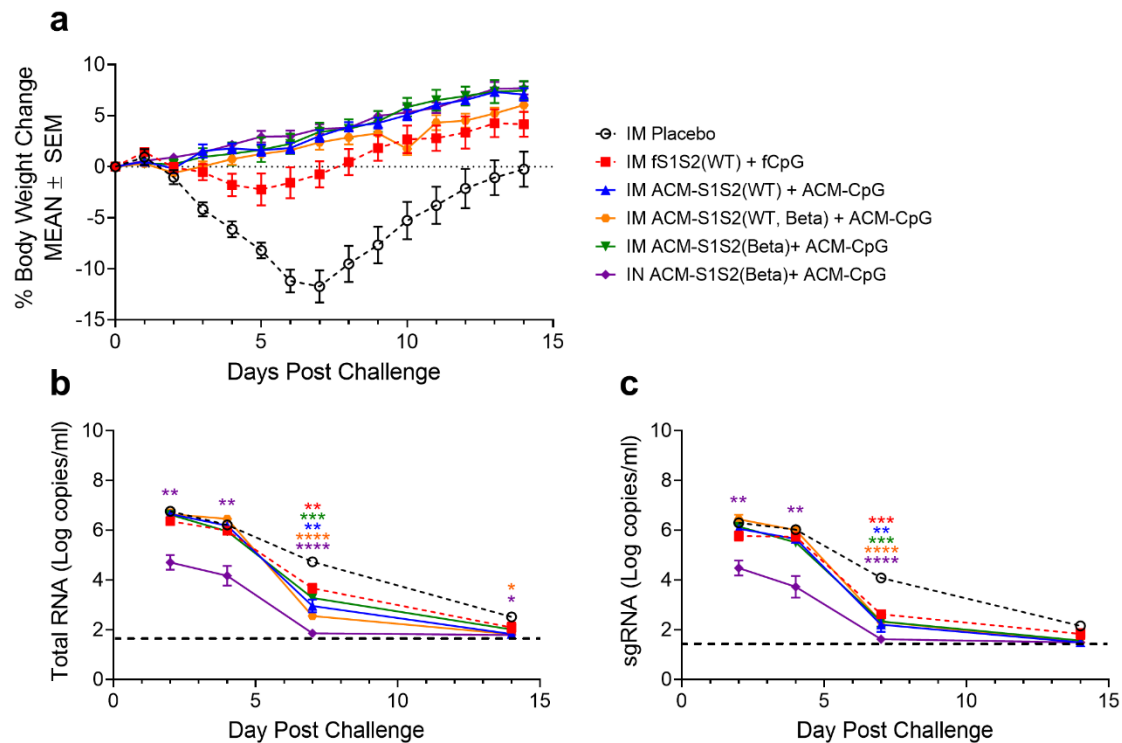 a
% Body Weight Change
MEAN ± SEM
10
5
0
-5
-10
-15
0
5
10
15
Days Post Challenge
IM Placebo
IM fS1S2(WT) + fCpG
IM ACM-S1S2(WT) + ACM-CpG
IM ACM-S1S2(WT, Beta) + ACM-CpG
IM ACM-S1S2(Beta)+ ACM-CpG
IN ACM-S1S2(Beta)+ ACM-CpG
b
Total RNA (Log copies/ml)
10
8
6
4
2
0
**
**
**
***
**
****
****
*
*
0
5
10
15
Day Post Challenge
c
sgRNA (Log copies/ml)
10
8
6
4
2
0
**
**
***
**
***
****
****
0
5
10
15
Day Post Challenge